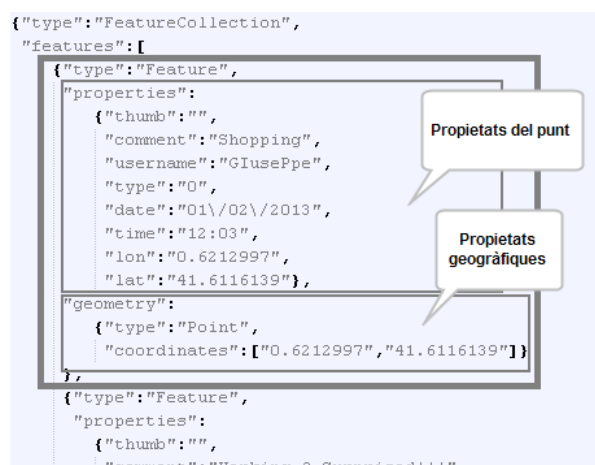 {"type":"FeatureCollection",
"features":[
{"type":"Feature",
"properties":
{"thumb":"",
"comment":"Shopping",
"username":"GIusePpe",
"type":"0",
"date":"01\/02\/2013",
"time":"12:03",
"lon":"0.6212997",
"lat":"41.6116139"},
Propietats del punt
"geometry":
{"type":"Point",
"coordinates":["0.6212997","41.6116139"]}
Propietats
geogràfiques
},
{"type":"Feature",
"properties":
{"thumb":"",